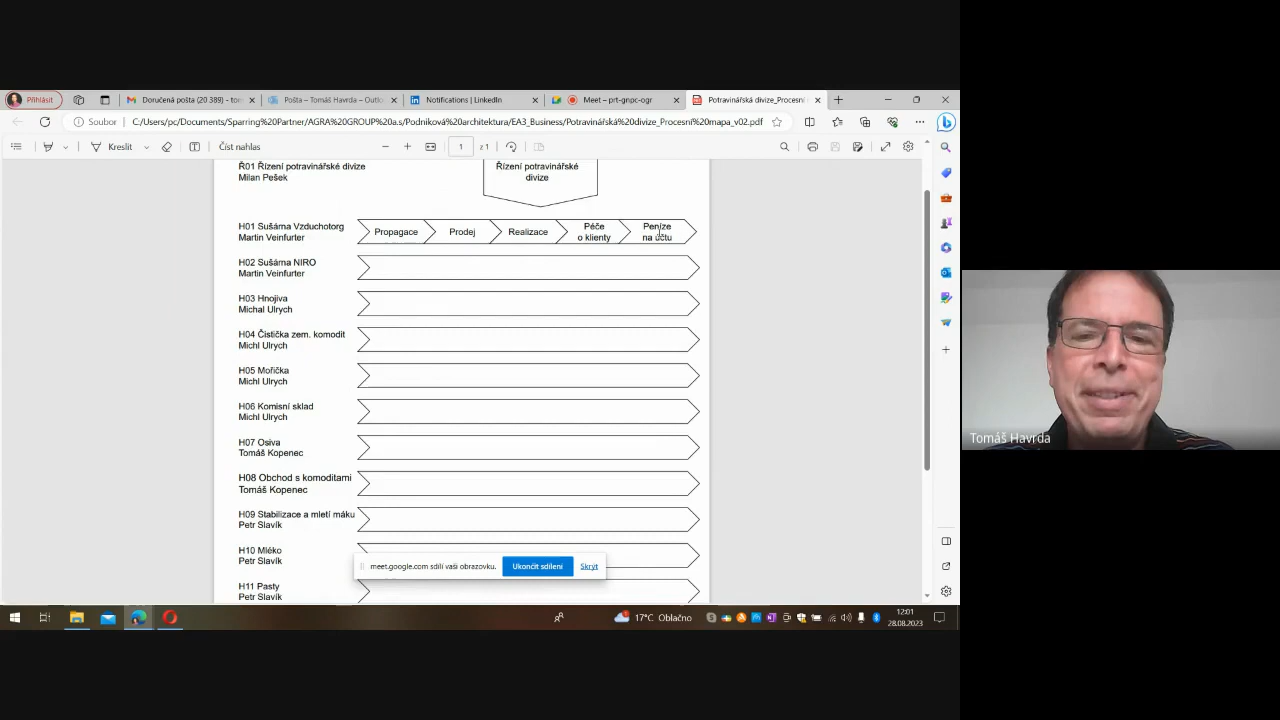 Přihlásit
Doručená pošta (20 389) - tom
Pošta – Tomáš Havrda – Outlo
Notifications | LinkedIn
Meet – prt-gnpc-ogr
Potravinářská divize_Procesní
Soubor
C:/Users/pc/Documents/Sparring%20Partner/AGRA%20GROUP%20a.s/Podniková%20architektura/EA3_Business/Potravinářská%20divize_Procesní%20mapa_v02.pdf
Kreslit
Číst nahlas
1
z 1
Ř01 Řízení potravinářské divize
Milan Pešek
Řízení potravinářské
divize
H01 Sušárna Vzduchotorg
Martin Veinfurter
Propagace
Prodej
Realizace
Péče
o klienty
Peníze
na účtu
H02 Sušárna NIRO
Martin Veinfurter
H03 Hnojiva
Michal Ulrych
H04 Čistička zem. komodit
Michl Ulrych
H05 Mořička
Michl Ulrych
H06 Komisní sklad
Michl Ulrych
H07 Osiva
Tomáš Kopenec
H08 Obchod s komoditami
Tomáš Kopenec
H09 Stabilizace a mletí máku
Petr Slavík
H10 Mléko
Petr Slavík
H11 Pasty
meet.google.com sdílí vaši obrazovku.
Ukončit sdílení
Skrýt
Tomáš Havrda
17°C Oblačno
12:01
28.08.2023